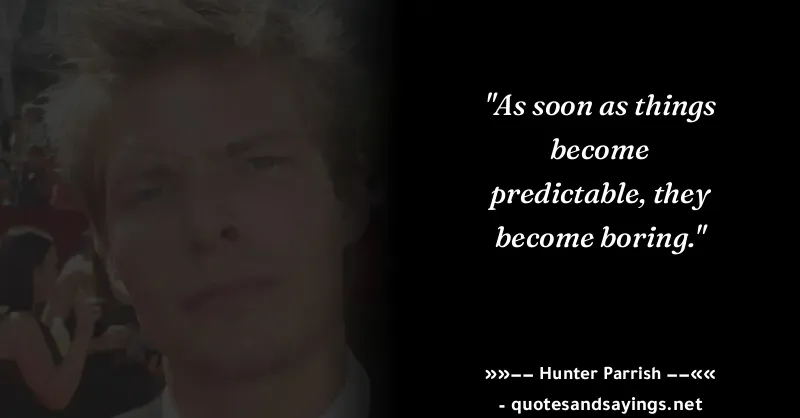 "As soon as things
become
predictable, they
become boring."
»»–– Hunter Parrish ––««
- quotesandsayings.net